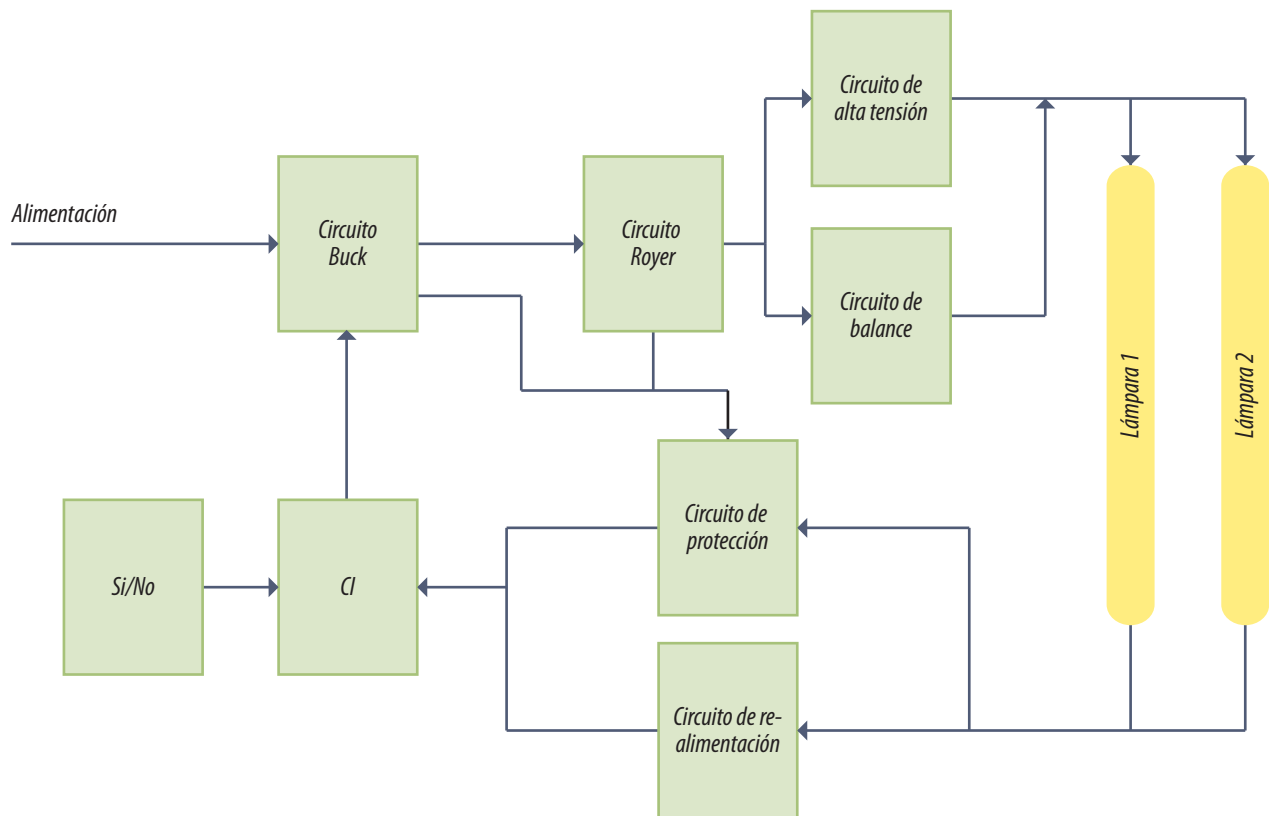 Circuito de
alta tensión
Alimentación
Circuito
Buck
Circuito
Royer
Circuito de
balance
Lámpara 1
Lámpara 2
Circuito de
protección
Si/No
CI
Circuito de re-
alimentación